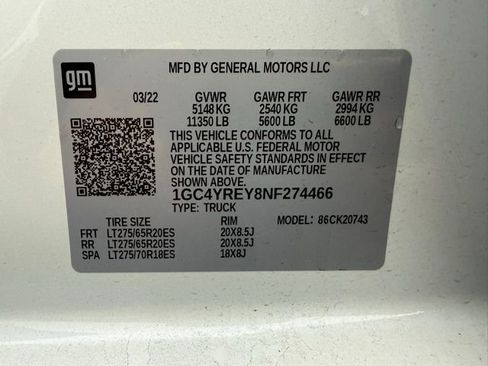 gm
MFD BY GENERAL MOTORS LLC
03/22 GVWR GAWR FRT GAWR RR
5148 KG 2540 KG 2994 KG
11350 LB 5600 LB 6600 LB
THIS VEHICLE CONFORMS TO ALL
APPLICABLE U.S. FEDERAL MOTOR
VEHICLE SAFETY STANDARDS IN EFFECT
ON THE DATE OF MANUFACTURE
SHOWN ABOVE.
1GC4YREY8NF274466
TYPE: TRUCK
TIRE SIZE RIM MODEL: 86CK20743
FRT LT275/65R20ES 20X8.5J
RR LT275/65R20ES 20X8.5J
SPA LT275/70R18ES 18X8J